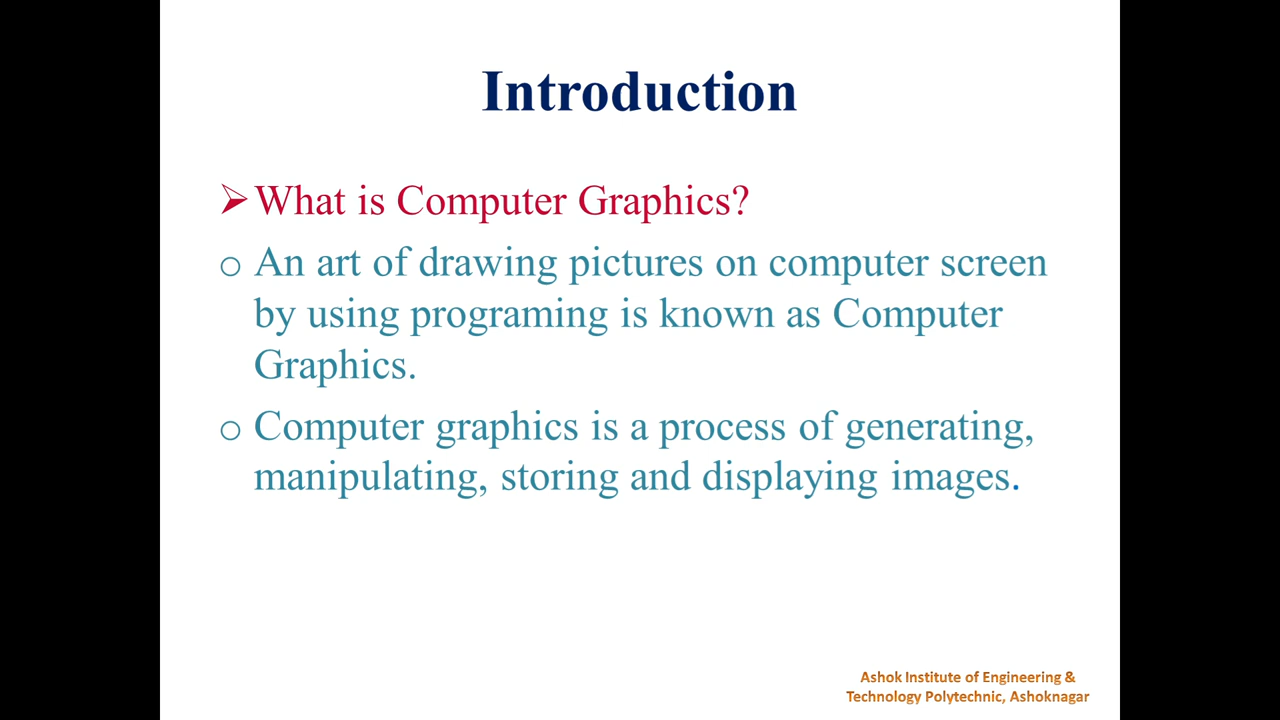 Introduction
What is Computer Graphics?
An art of drawing pictures on computer screen
by using programing is known as Computer
Graphics.
Computer graphics is a process of generating,
manipulating, storing and displaying images.
Ashok Institute of Engineering &
Technology Polytechnic, Ashoknagar